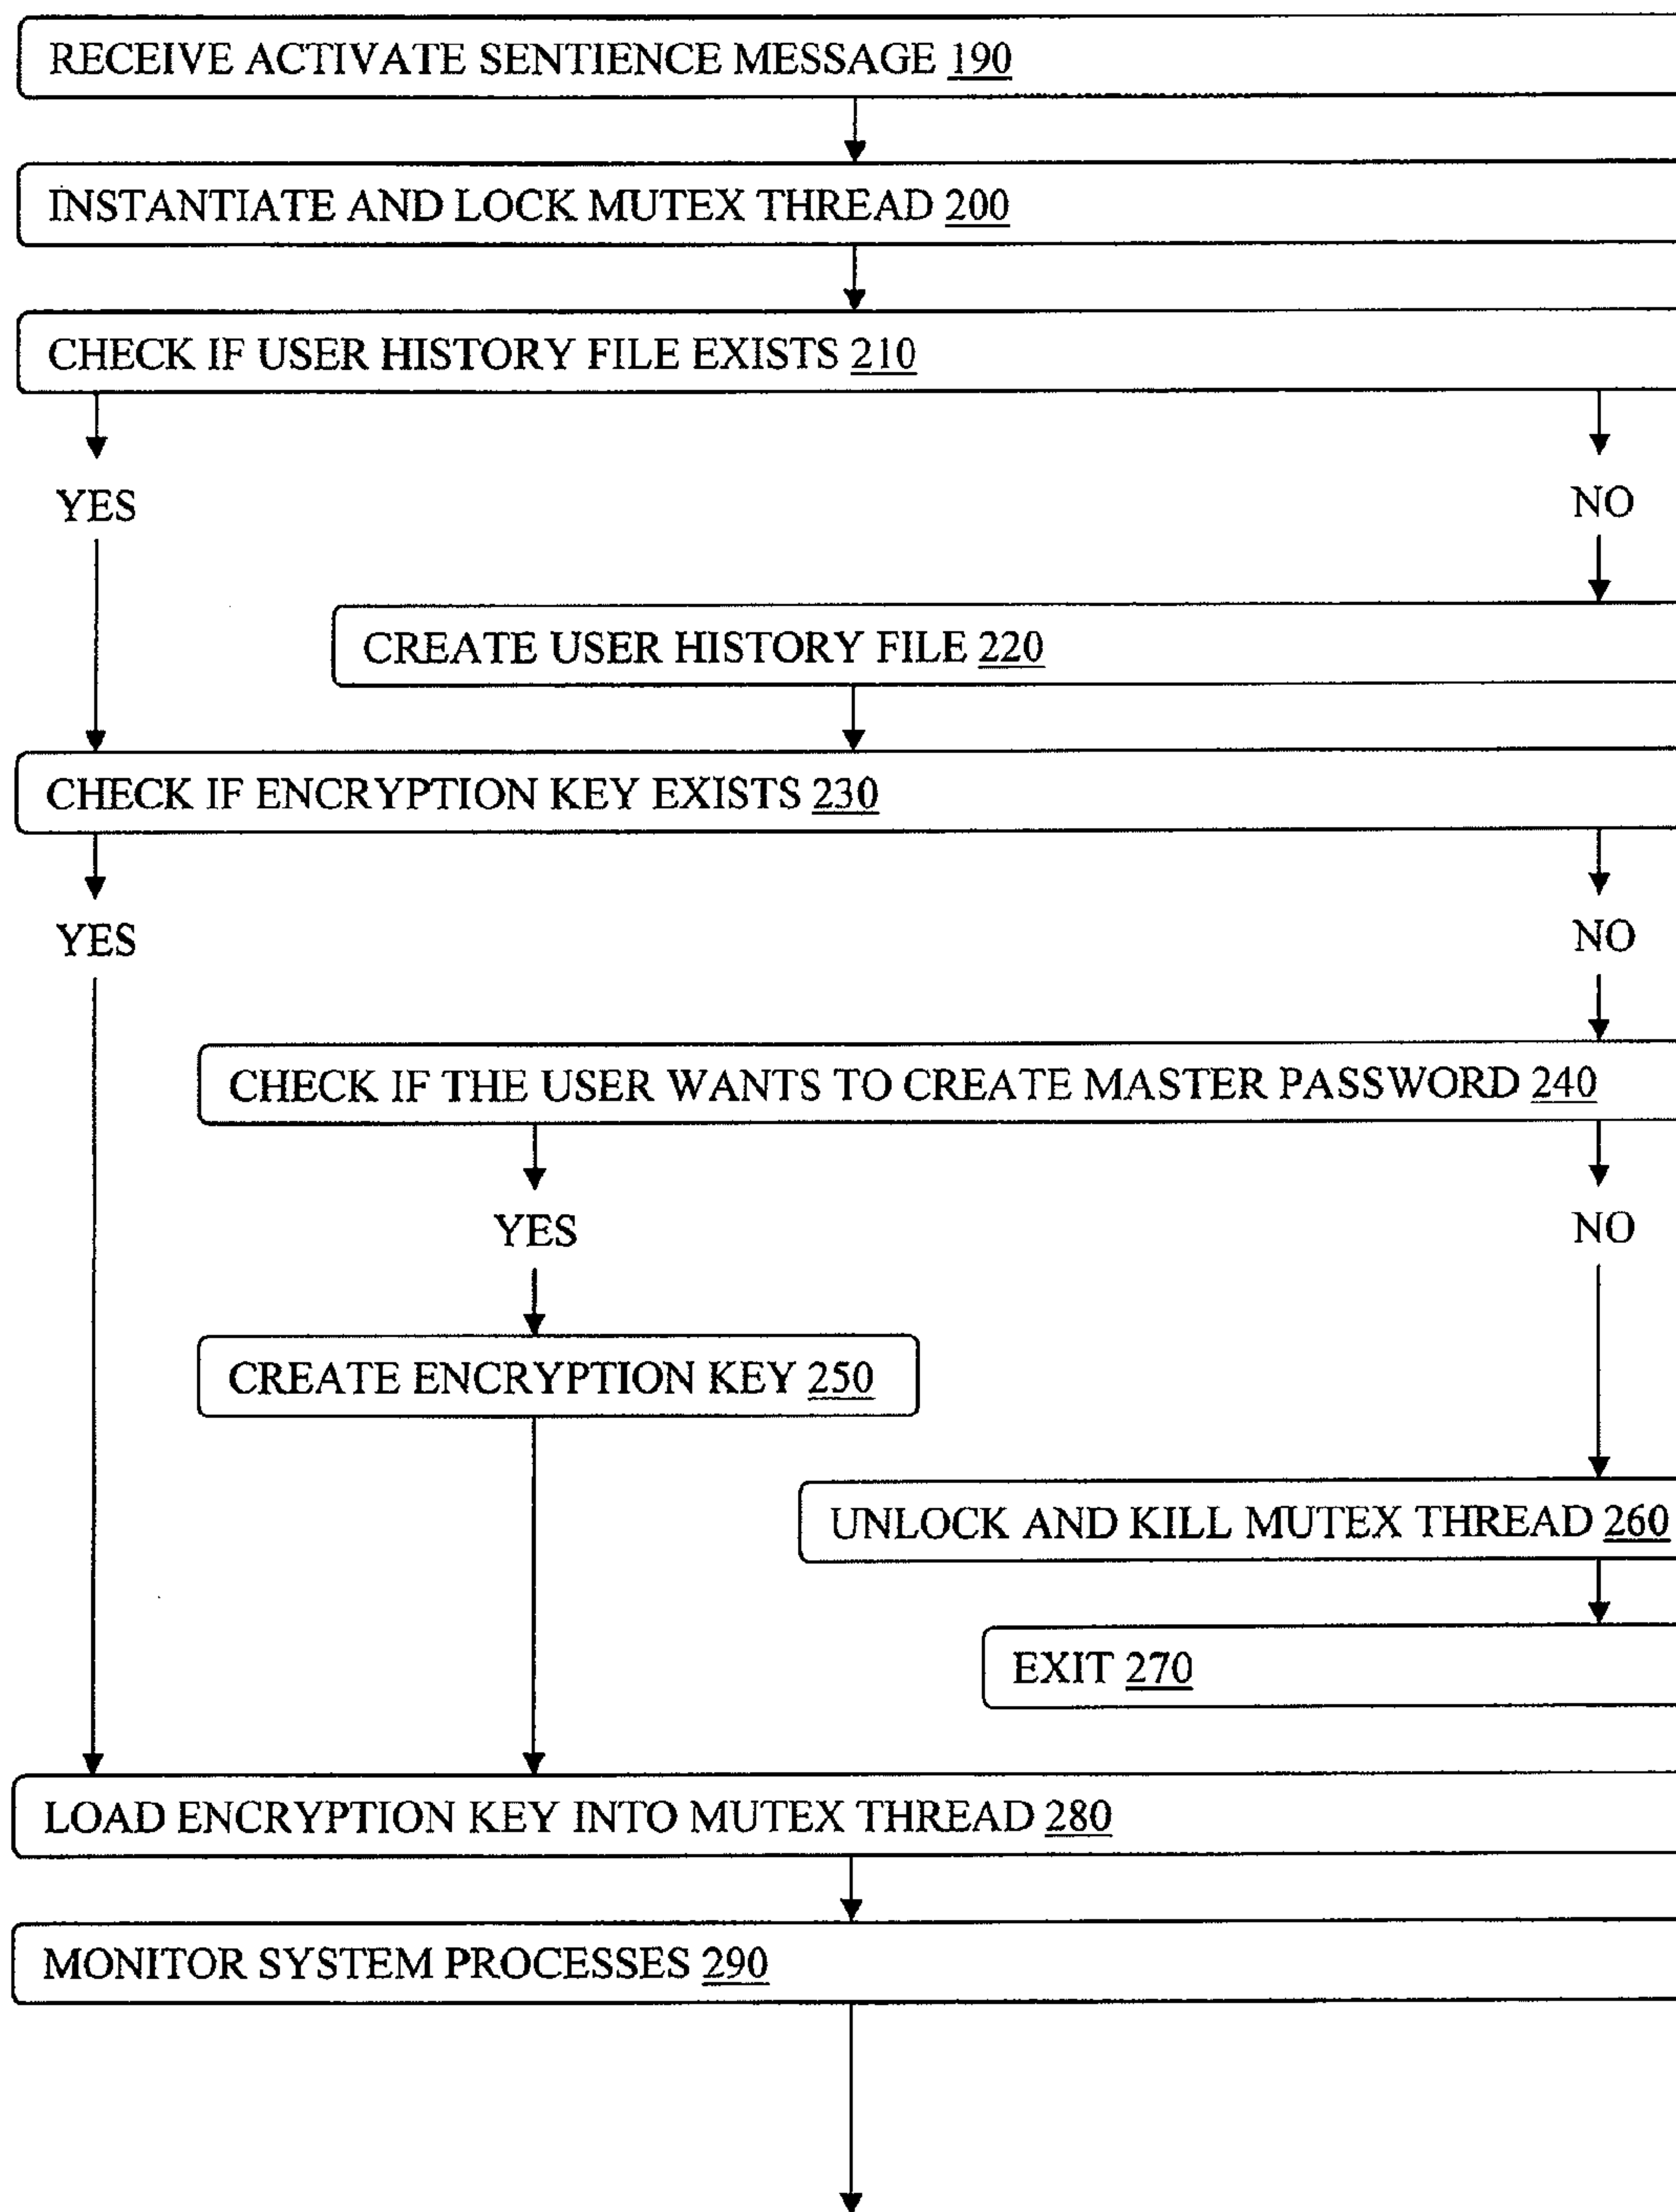 RECEIVE ACTIVATE SENTIENCE MESSAGE 190
INSTANTIATE AND LOCK MUTEX THREAD 200
CHECK IF USER HISTORY FILE EXISTS 210
YES
NO
CREATE USER HISTORY FILE 220
CHECK IF ENCRYPTION KEY EXISTS 230
YES
NO
CHECK IF THE USER WANTS TO CREATE MASTER PASSWORD 240
YES
NO
CREATE ENCRYPTION KEY 250
UNLOCK AND KILL MUTEX THREAD 260
EXIT 270
LOAD ENCRYPTION KEY INTO MUTEX THREAD 280
MONITOR SYSTEM PROCESSES 290